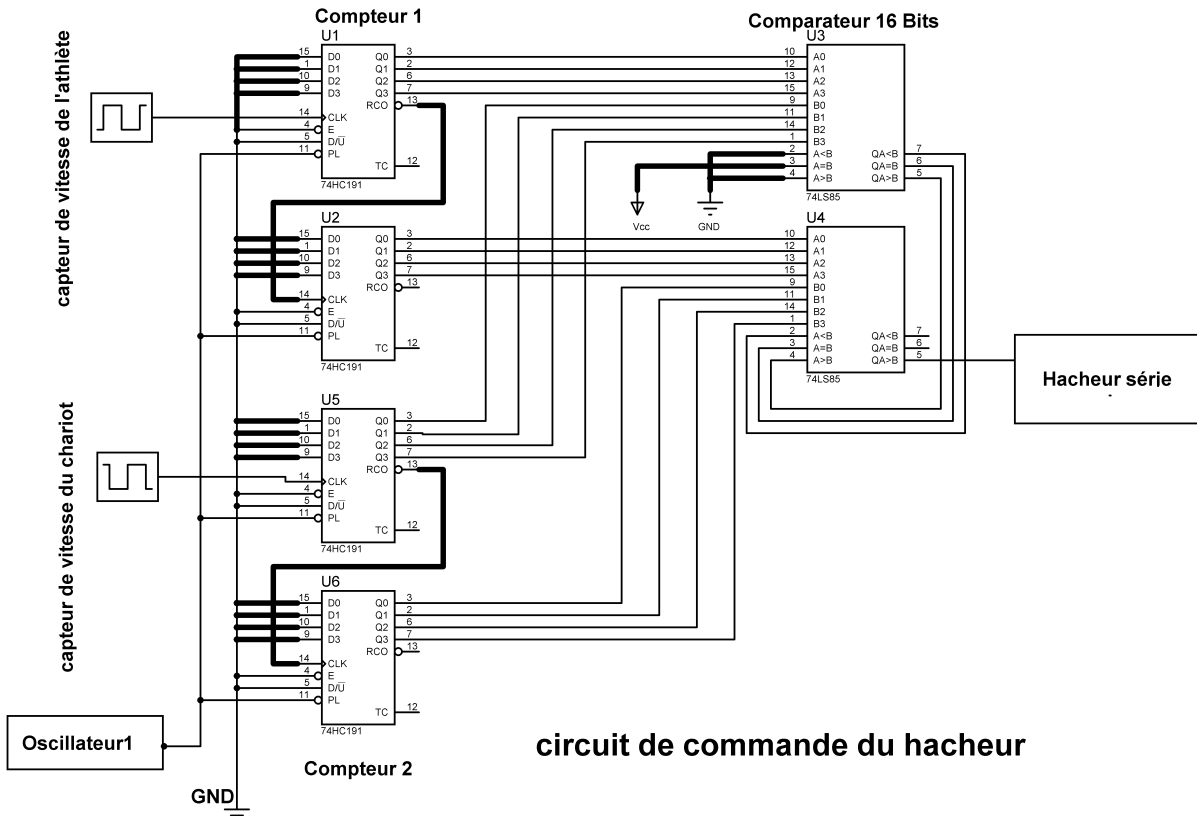 Compteur 1
Comparateur 16 Bits
capteur de vitesse de l'athlète
U1
15 D0 Q0 3
1 D1 Q1 2
10 D2 Q2 6
9 D3 Q3 7
RCO 13
14 CLK
4 E
5 D/U
11 PL
TC 12
74HC191
U3
10 A0
12 A1
13 A2
15 A3
9 B0
11 B1
14 B2
1 B3
2 A<B QA<B 7
3 A=B QA=B 6
4 A>B QA>B 5
74LS85
Vcc
GND
U2
15 D0 Q0 3
1 D1 Q1 2
10 D2 Q2 6
9 D3 Q3 7
RCO 13
14 CLK
4 E
5 D/U
11 PL
TC 12
74HC191
U4
10 A0
12 A1
13 A2
15 A3
9 B0
11 B1
14 B2
1 B3
2 A<B QA<B 7
3 A=B QA=B 6
4 A>B QA>B 5
74LS85
Hacheur série
capteur de vitesse du chariot
U5
15 D0 Q0 3
1 D1 Q1 2
10 D2 Q2 6
9 D3 Q3 7
RCO 13
14 CLK
4 E
5 D/U
11 PL
TC 12
74HC191
U6
15 D0 Q0 3
1 D1 Q1 2
10 D2 Q2 6
9 D3 Q3 7
RCO 13
14 CLK
4 E
5 D/U
11 PL
TC 12
74HC191
Oscillateur1
circuit de commande du hacheur
Compteur 2
GND